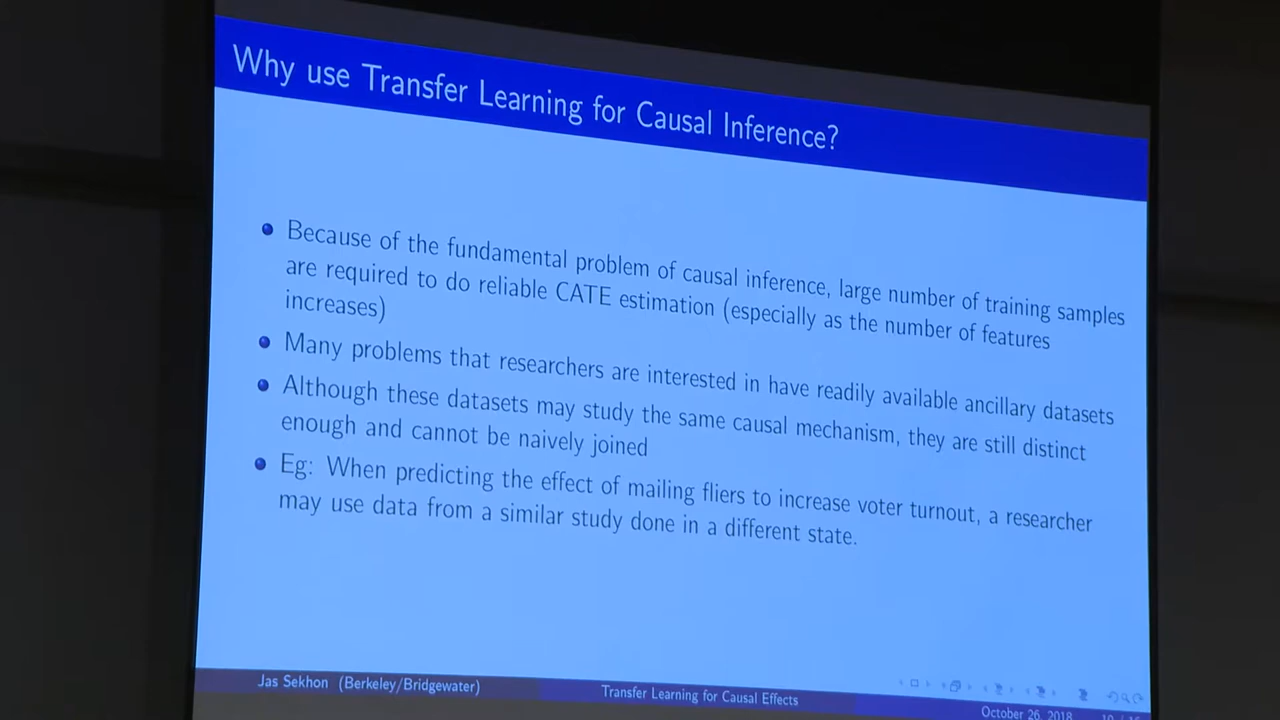 Why use Transfer Learning for Causal Inference?
Because of the fundamental problem of causal inference, large number of training samples
are required to do reliable CATE estimation (especially as the number of features
increases)
Many problems that researchers are interested in have readily available ancillary datasets
Although these datasets may study the same causal mechanism, they are still distinct
enough and cannot be naively joined
Eg: When predicting the effect of mailing fliers to increase voter turnout, a researcher
may use data from a similar study done in a different state.
Jas Sekhon (Berkeley/Bridgewater)
Transfer Learning for Causal Effects
October 26, 2018